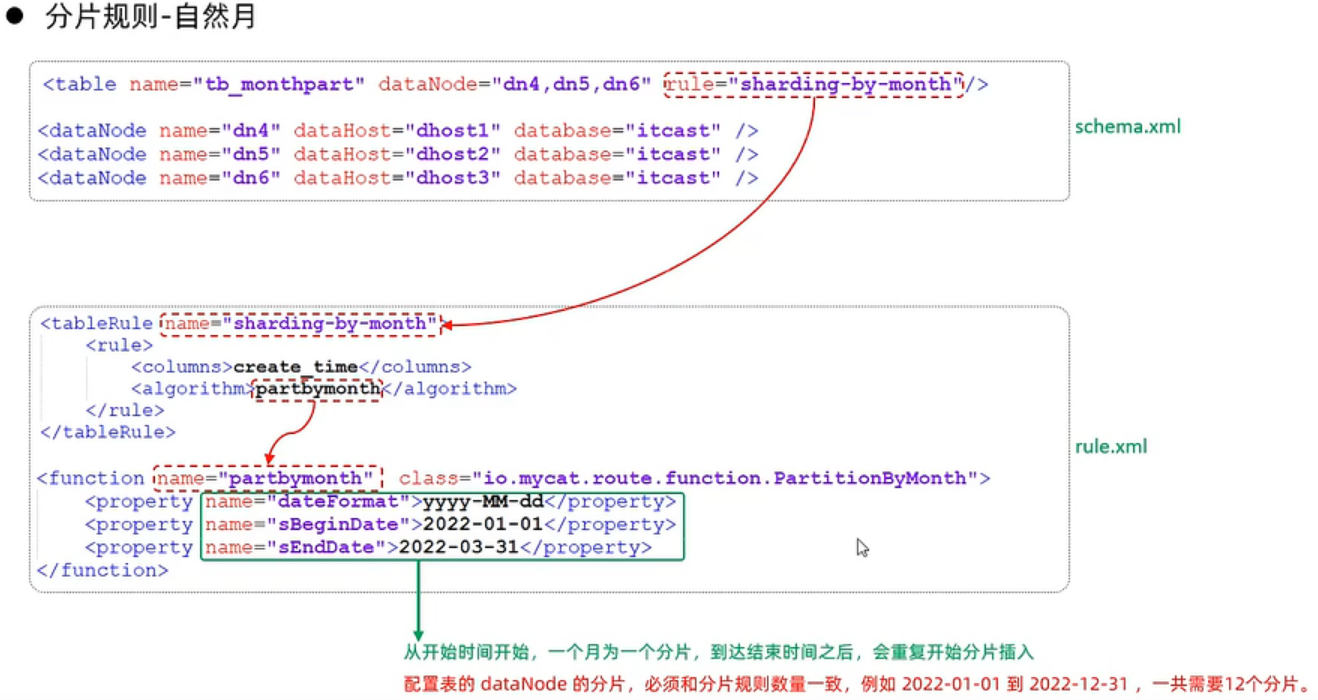 ● 分片规则-自然月
<table name="tb_monthpart" dataNode="dn4,dn5,dn6" rule="sharding-by-month"/>
<dataNode name="dn4" dataHost="dhost1" database="itcast" />
<dataNode name="dn5" dataHost="dhost2" database="itcast" />
<dataNode name="dn6" dataHost="dhost3" database="itcast" />
schema.xml
<tableRule name="sharding-by-month">
<rule>
<columns>create_time</columns>
<algorithm>partbymonth</algorithm>
</rule>
</tableRule>
rule.xml
<function name="partbymonth" class="io.mycat.route.function.PartitionByMonth">
<property name="dateFormat">yyyy-MM-dd</property>
<property name="sBeginDate">2022-01-01</property>
<property name="sEndDate">2022-03-31</property>
</function>
从开始时间开始，一个月为一个分片，到达结束时间之后，会重复开始分片插入
配置表的 dataNode 的分片，必须和分片规则数量一致，例如 2022-01-01 到 2022-12-31 ，一共需要12个分片。